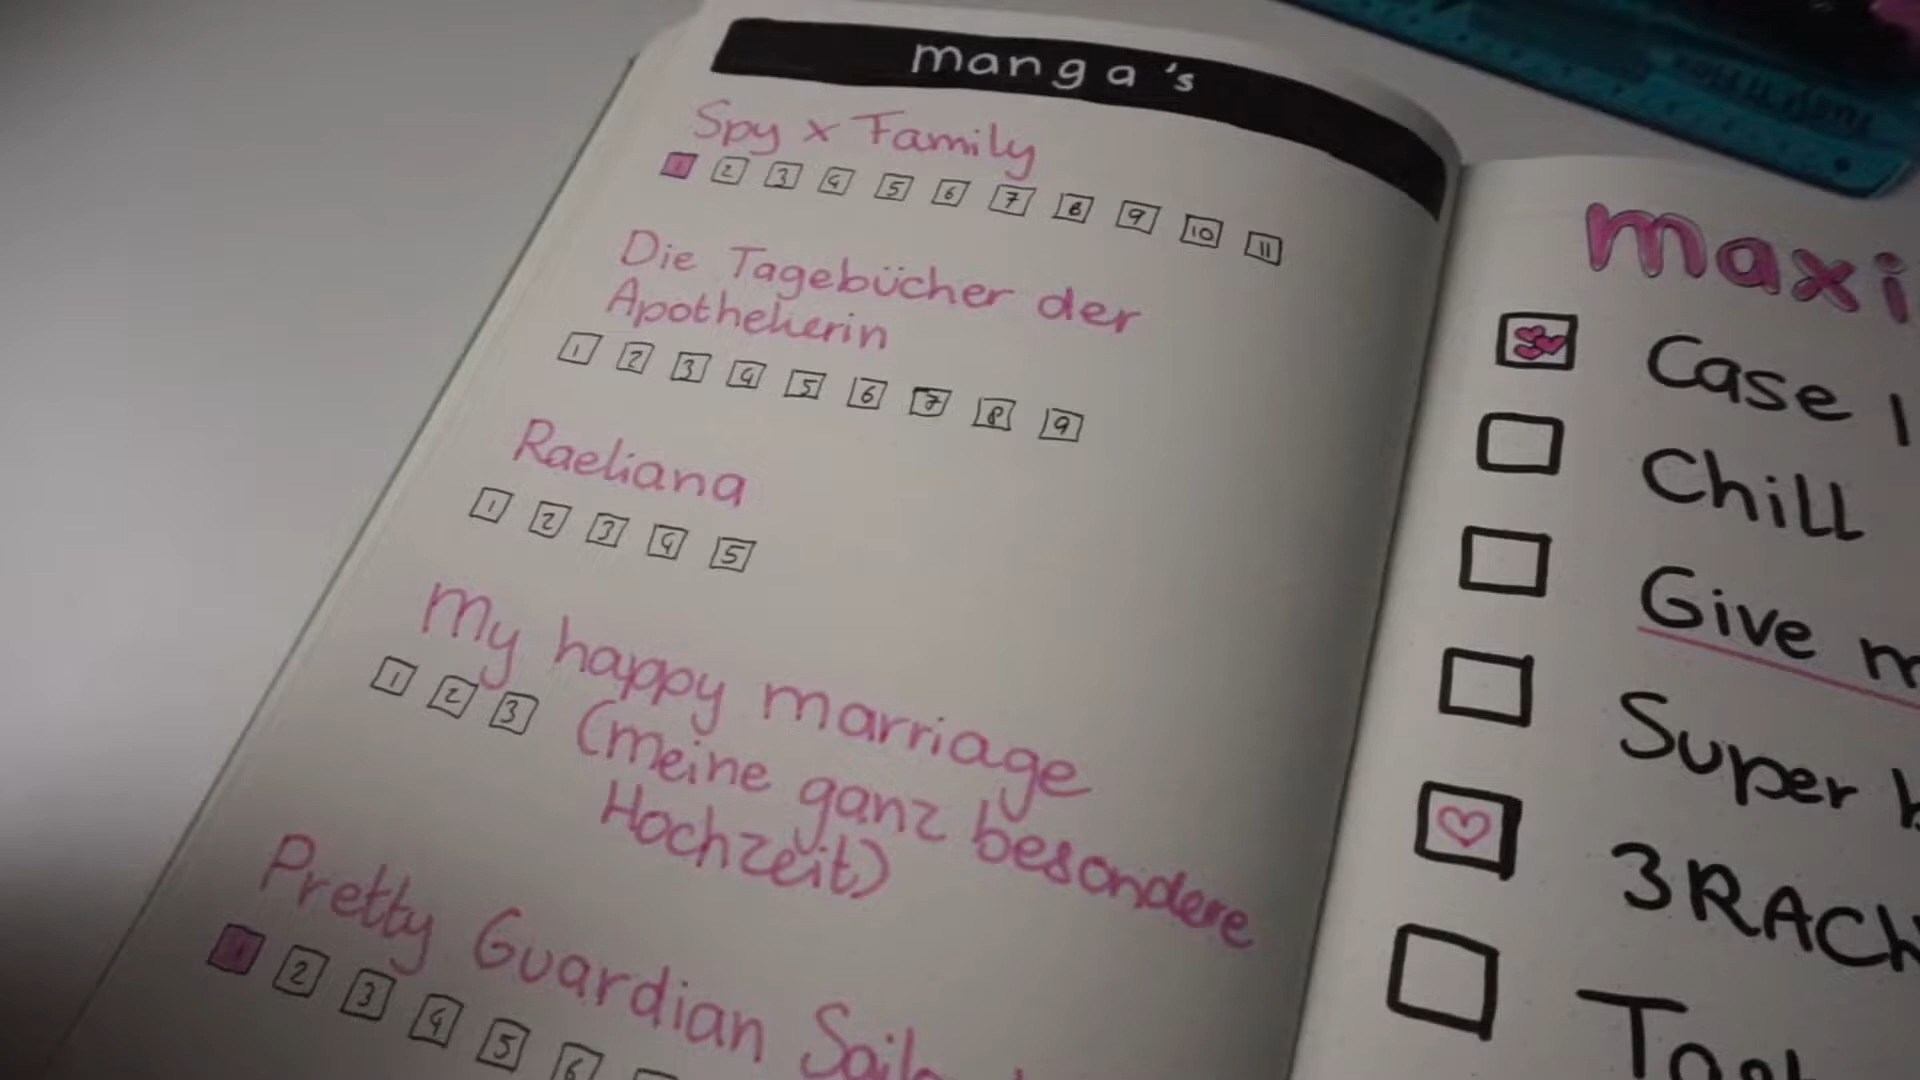 manga's
Spy x Family
1 2 3 4 5 6 7 8 9 10 11
Die Tagebücher der
Apothekerin
1 2 3 4 5 6 7 8 9
Raeliana
1 2 3 4 5
My happy marriage
1 2 3 (meine ganz besondere
Hochzeit)
Pretty Guardian
1 2 3 4 5 6
maxi
Case 1
Chill
Give
Super